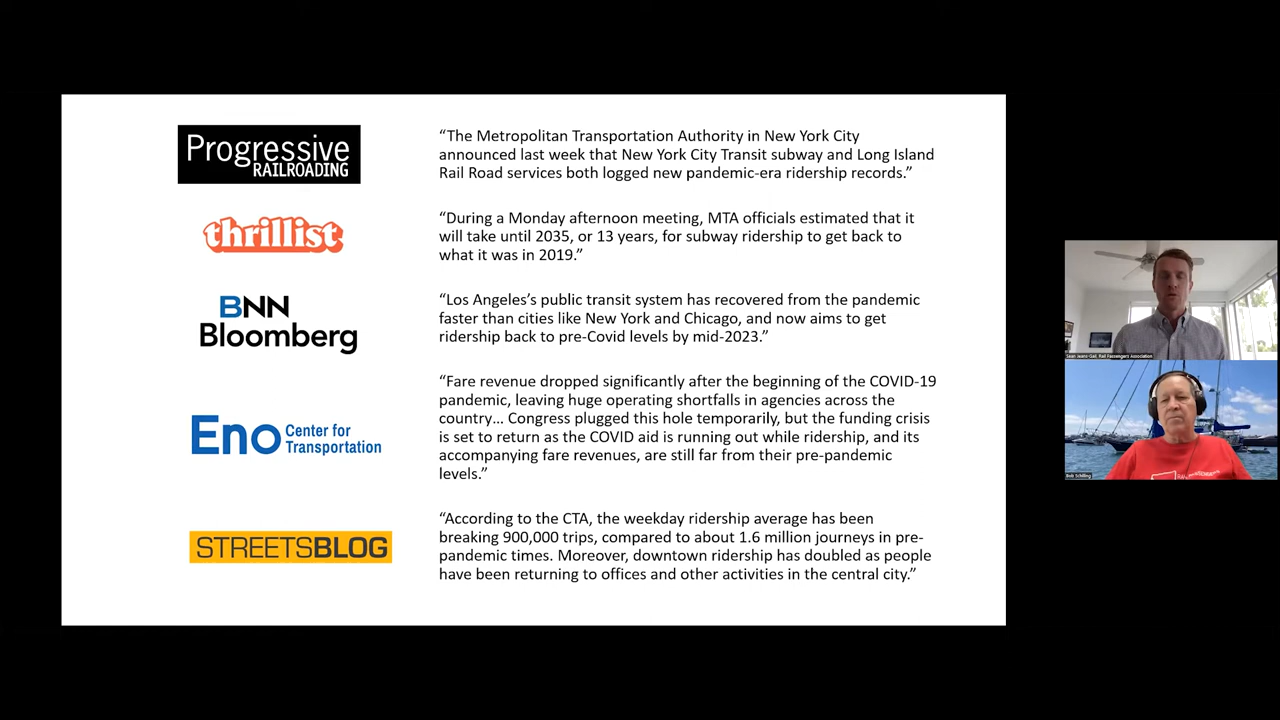 Progressive
RAILROADING
“The Metropolitan Transportation Authority in New York City
announced last week that New York City Transit subway and Long Island
Rail Road services both logged new pandemic-era ridership records.”
thrillist
“During a Monday afternoon meeting, MTA officials estimated that it
will take until 2035, or 13 years, for subway ridership to get back to
what it was in 2019.”
BNN
Bloomberg
“Los Angeles’s public transit system has recovered from the pandemic
faster than cities like New York and Chicago, and now aims to get
ridership back to pre-Covid levels by mid-2023.”
Eno Center for
Transportation
“Fare revenue dropped significantly after the beginning of the COVID-19
pandemic, leaving huge operating shortfalls in agencies across the
country… Congress plugged this hole temporarily, but the funding crisis
is set to return as the COVID aid is running out while ridership, and its
accompanying fare revenues, are still far from their pre-pandemic
levels.”
STREETSBLOG
“According to the CTA, the weekday ridership average has been
breaking 900,000 trips, compared to about 1.6 million journeys in pre-
pandemic times. Moreover, downtown ridership has doubled as people
have been returning to offices and other activities in the central city.”
Sean Jeans-Gail, Rail Passengers Association
Bob Schilling